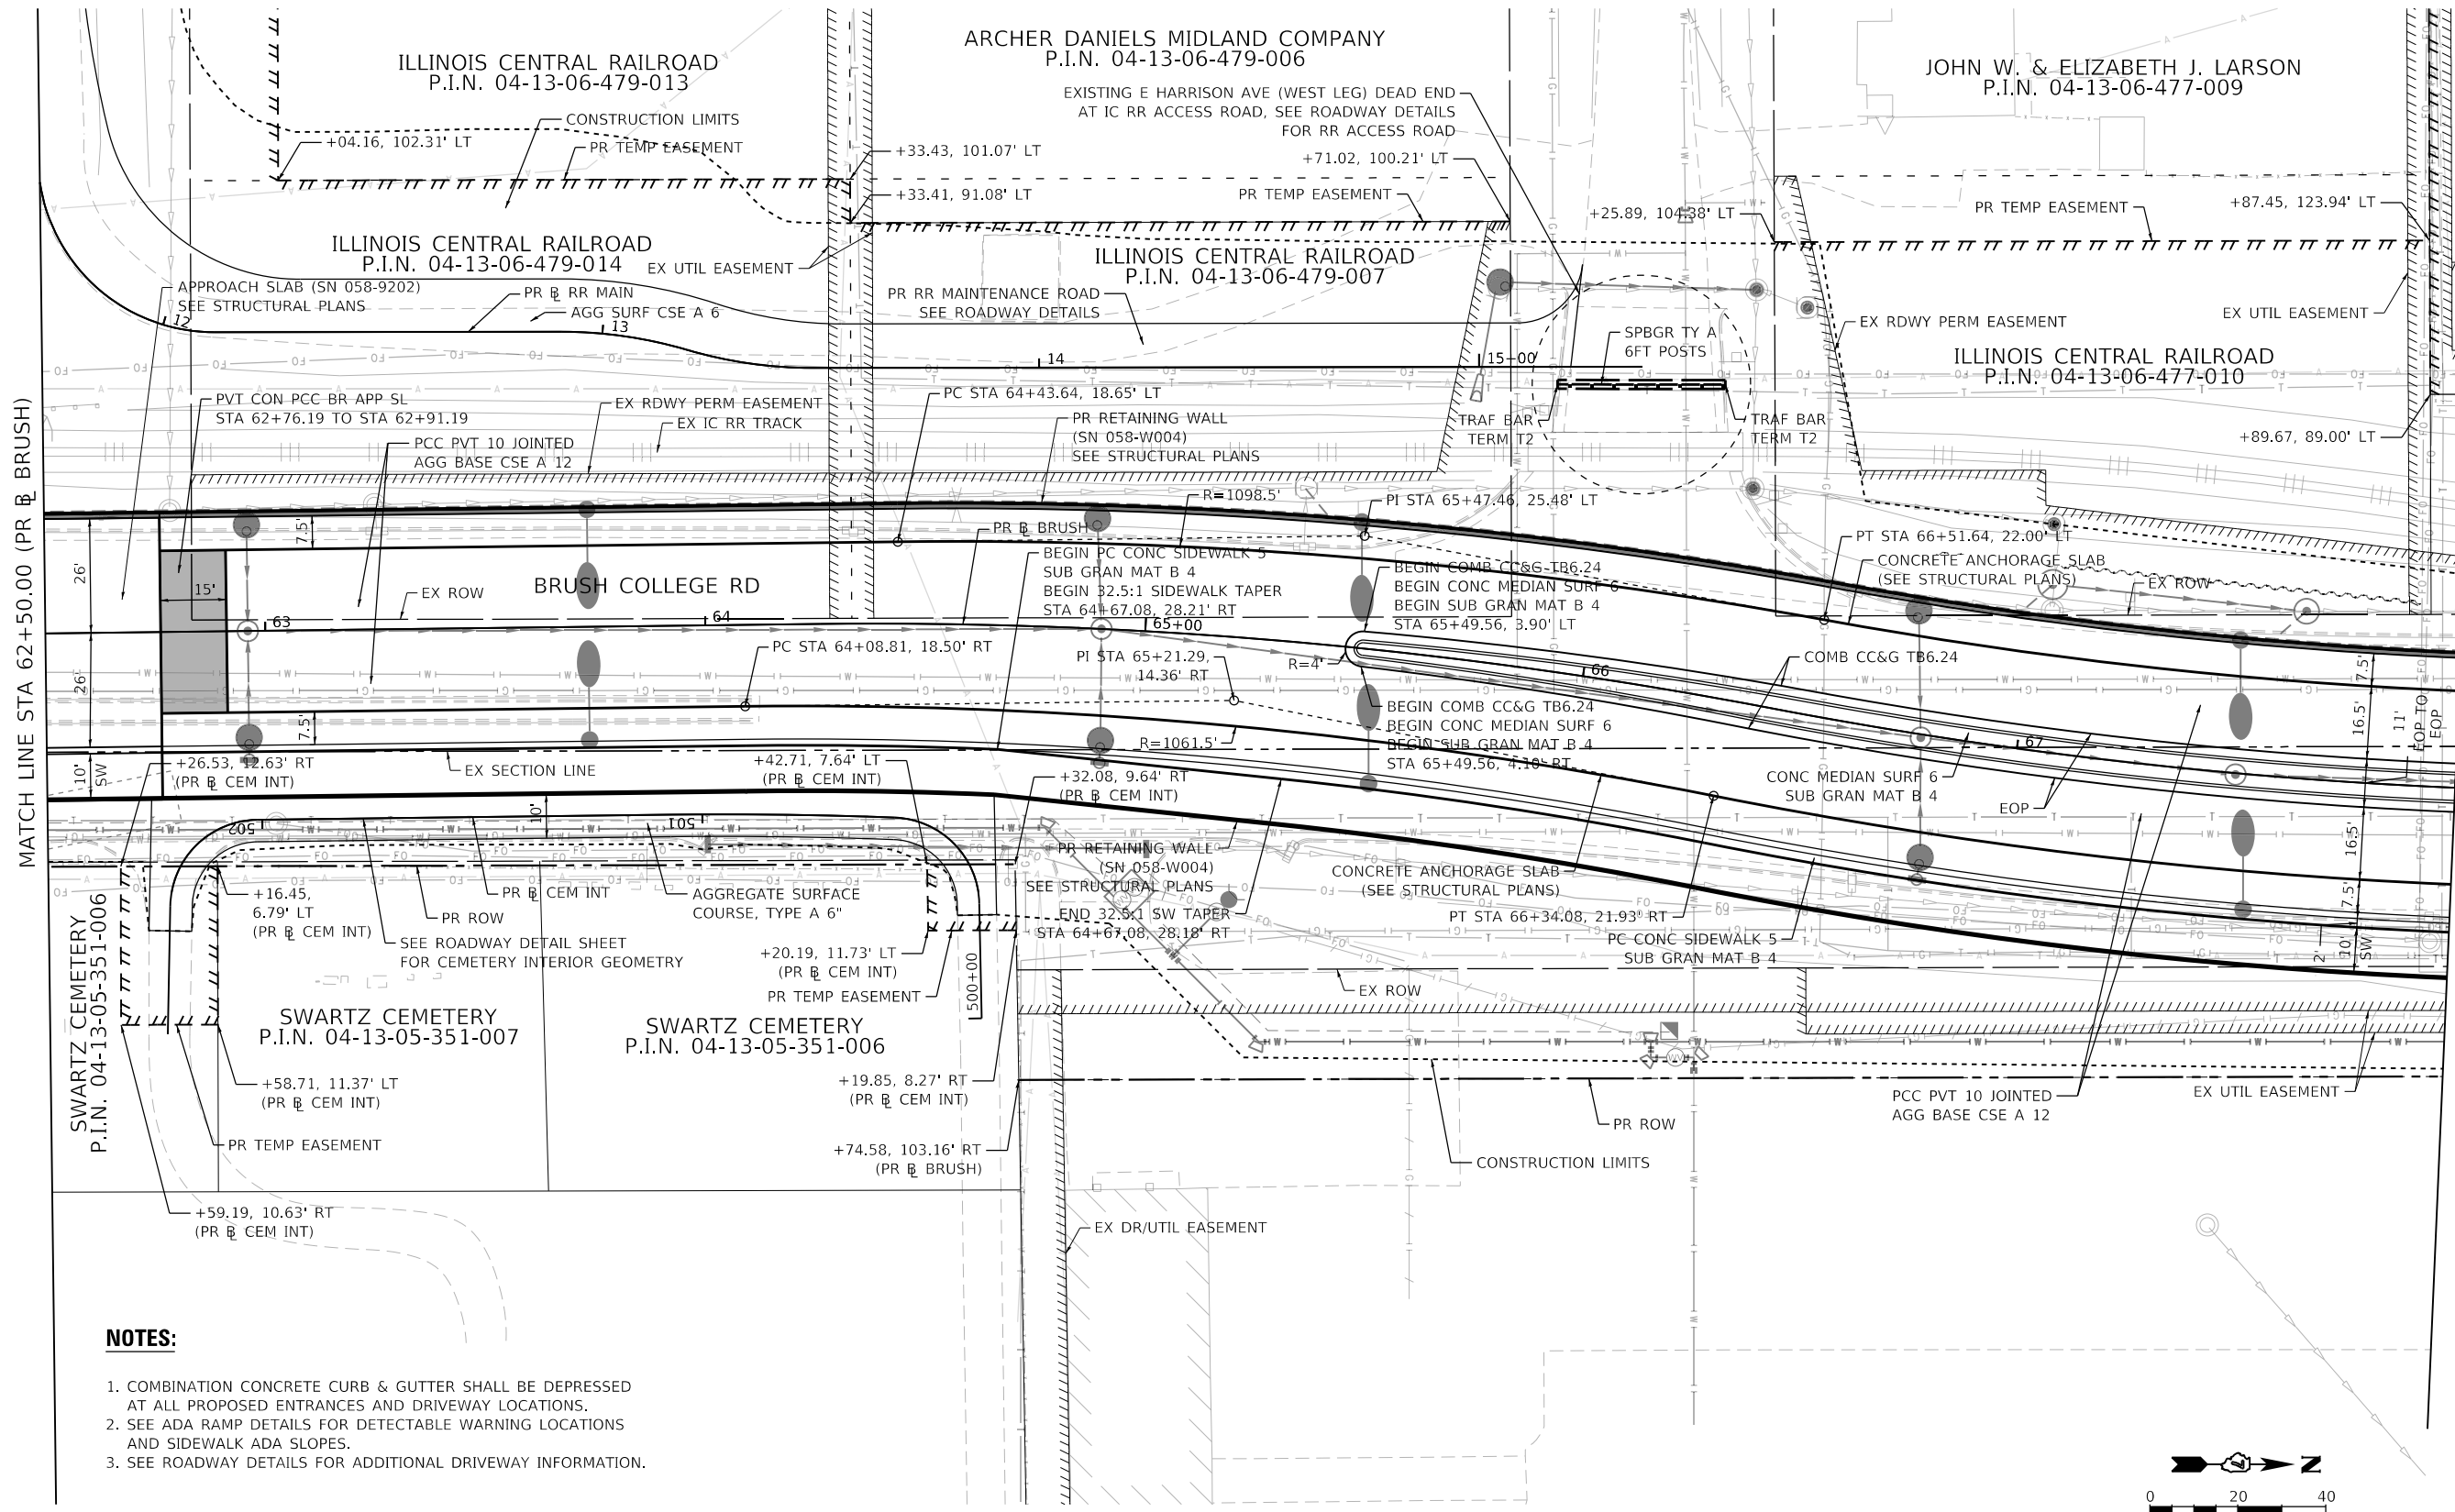 ILLINOIS CENTRAL RAILROAD
P.I.N. 04-13-06-479-013
ARCHER DANIELS MIDLAND COMPANY
P.I.N. 04-13-06-479-006
JOHN W. & ELIZABETH J. LARSON
P.I.N. 04-13-06-477-009
EXISTING E HARRISON AVE (WEST LEG) DEAD END
AT IC RR ACCESS ROAD, SEE ROADWAY DETAILS
FOR RR ACCESS ROAD
CONSTRUCTION LIMITS
+04.16, 102.31' LT
PR TEMP EASEMENT
+33.43, 101.07' LT
+33.41, 91.08' LT
+71.02, 100.21' LT
PR TEMP EASEMENT
+25.89, 104.38' LT
PR TEMP EASEMENT
+87.45, 123.94' LT
ILLINOIS CENTRAL RAILROAD
P.I.N. 04-13-06-479-014
EX UTIL EASEMENT
ILLINOIS CENTRAL RAILROAD
P.I.N. 04-13-06-479-007
APPROACH SLAB (SN 058-9202)
SEE STRUCTURAL PLANS
PR BL RR MAIN
AGG SURF CSE A 6
PR RR MAINTENANCE ROAD
SEE ROADWAY DETAILS
EX RDWY PERM EASEMENT
EX UTIL EASEMENT
SPBGR TY A
6FT POSTS
ILLINOIS CENTRAL RAILROAD
P.I.N. 04-13-06-477-010
12
13
14
15+00
PVT CON PCC BR APP SL
STA 62+76.19 TO STA 62+91.19
EX RDWY PERM EASEMENT
EX IC RR TRACK
PC STA 64+43.64, 18.65' LT
PR RETAINING WALL
(SN 058-W004)
SEE STRUCTURAL PLANS
TRAF BAR
TERM T2
TRAF BAR
TERM T2
+89.67, 89.00' LT
PCC PVT 10 JOINTED
AGG BASE CSE A 12
MATCH LINE STA 62+50.00 (PR BL BRUSH)
R=1098.5'
PI STA 65+47.46, 25.48' LT
PR BL BRUSH
7.5'
26'
15'
PT STA 66+51.64, 22.00' LT
CONCRETE ANCHORAGE SLAB
(SEE STRUCTURAL PLANS)
EX ROW
BEGIN PC CONC SIDEWALK 5
SUB GRAN MAT B 4
BEGIN 32.5:1 SIDEWALK TAPER
STA 64+67.08, 28.21' RT
BEGIN COMB CC&G TB6.24
BEGIN CONC MEDIAN SURF 6
BEGIN SUB GRAN MAT B 4
STA 65+49.56, 3.90' LT
BRUSH COLLEGE RD
EX ROW
63
64
65+00
66
67
26'
PC STA 64+08.81, 18.50' RT
PI STA 65+21.29,
14.36' RT
R=4'
COMB CC&G TB6.24
7.5'
16.5'
11'
EOP TO
EOP
BEGIN COMB CC&G TB6.24
BEGIN CONC MEDIAN SURF 6
BEGIN SUB GRAN MAT B 4
STA 65+49.56, 4.10' RT
7.5'
R=1061.5'
10'
SW
+26.53, 12.63' RT
(PR BL CEM INT)
EX SECTION LINE
+42.71, 7.64' LT
(PR BL CEM INT)
+32.08, 9.64' RT
(PR BL CEM INT)
CONC MEDIAN SURF 6
SUB GRAN MAT B 4
EOP
10'
502
501
16.5'
7.5'
10'
SW
2'
PR RETAINING WALL
(SN 058-W004)
SEE STRUCTURAL PLANS
CONCRETE ANCHORAGE SLAB
(SEE STRUCTURAL PLANS)
+16.45,
6.79' LT
(PR BL CEM INT)
PR BL CEM INT
PR ROW
AGGREGATE SURFACE
COURSE, TYPE A 6"
END 32.5:1 SW TAPER
STA 64+67.08, 28.18' RT
PT STA 66+34.08, 21.93' RT
PC CONC SIDEWALK 5
SUB GRAN MAT B 4
SEE ROADWAY DETAIL SHEET
FOR CEMETERY INTERIOR GEOMETRY
+20.19, 11.73' LT
(PR BL CEM INT)
PR TEMP EASEMENT
500+00
EX ROW
SWARTZ CEMETERY
P.I.N. 04-13-05-351-006
SWARTZ CEMETERY
P.I.N. 04-13-05-351-007
SWARTZ CEMETERY
P.I.N. 04-13-05-351-006
+58.71, 11.37' LT
(PR BL CEM INT)
+19.85, 8.27' RT
(PR BL CEM INT)
PCC PVT 10 JOINTED
AGG BASE CSE A 12
EX UTIL EASEMENT
PR TEMP EASEMENT
+74.58, 103.16' RT
(PR BL BRUSH)
PR ROW
CONSTRUCTION LIMITS
+59.19, 10.63' RT
(PR BL CEM INT)
EX DR/UTIL EASEMENT
NOTES:
1. COMBINATION CONCRETE CURB & GUTTER SHALL BE DEPRESSED
AT ALL PROPOSED ENTRANCES AND DRIVEWAY LOCATIONS.
2. SEE ADA RAMP DETAILS FOR DETECTABLE WARNING LOCATIONS
AND SIDEWALK ADA SLOPES.
3. SEE ROADWAY DETAILS FOR ADDITIONAL DRIVEWAY INFORMATION.
N
0 20 40